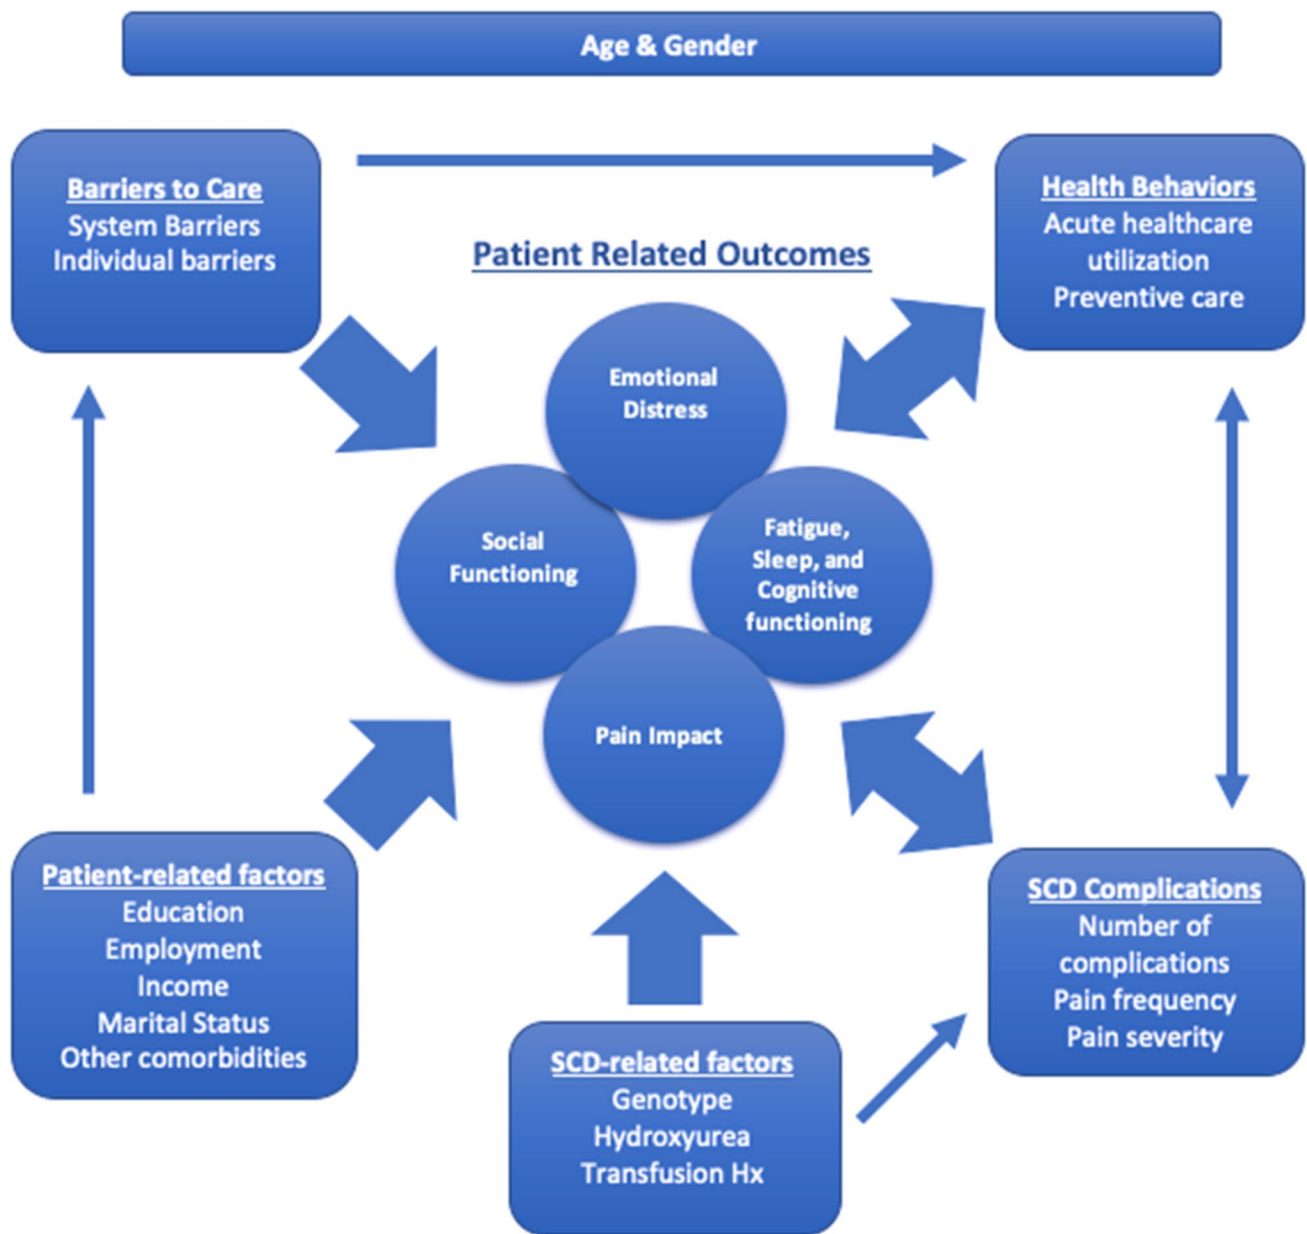 Age & Gender
Barriers to Care
System Barriers
Individual barriers
Health Behaviors
Acute healthcare
utilization
Preventive care
Patient Related Outcomes
Emotional
Distress
Social
Functioning
Fatigue,
Sleep, and
Cognitive
functioning
Pain Impact
Patient-related factors
Education
Employment
Income
Marital Status
Other comorbidities
SCD-related factors
Genotype
Hydroxyurea
Transfusion Hx
SCD Complications
Number of
complications
Pain frequency
Pain severity